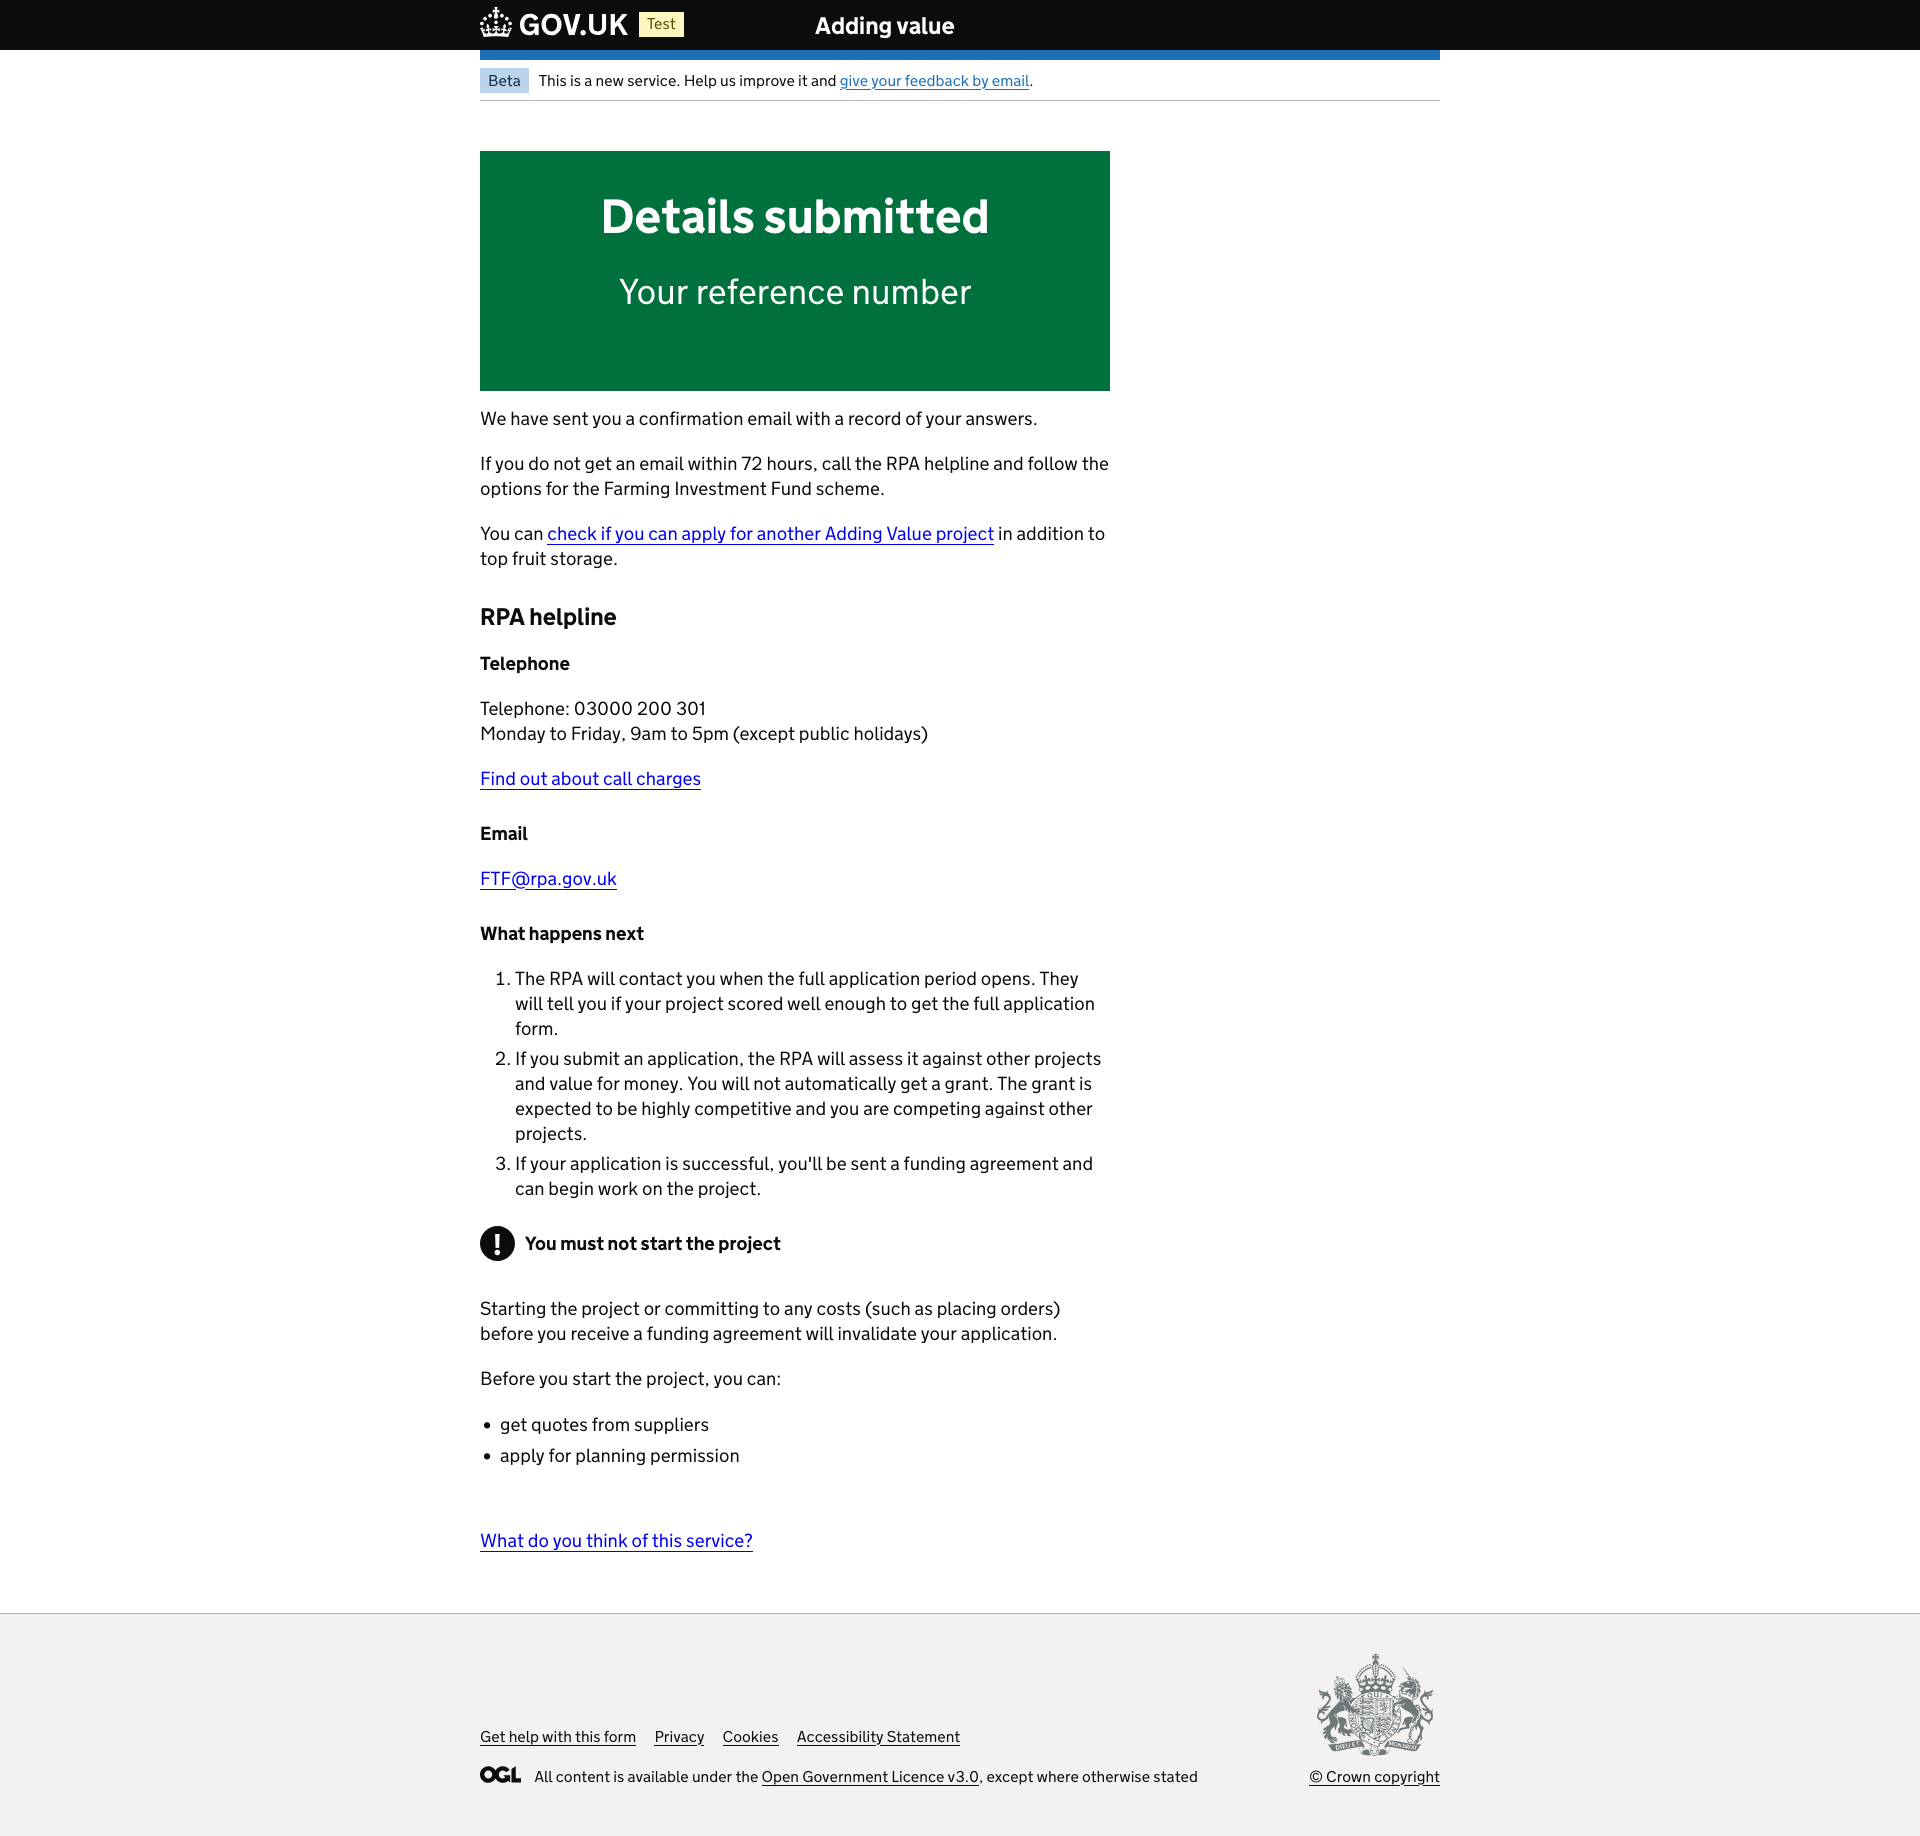 GOV.UK Test Adding value
Beta This is a new service. Help us improve it and give your feedback by email.
Details submitted
Your reference number
We have sent you a confirmation email with a record of your answers.
If you do not get an email within 72 hours, call the RPA helpline and follow the
options for the Farming Investment Fund scheme.
You can check if you can apply for another Adding Value project in addition to
top fruit storage.
RPA helpline
Telephone
Telephone: 03000 200 301
Monday to Friday, 9am to 5pm (except public holidays)
Find out about call charges
Email
FTF@rpa.gov.uk
What happens next
1. The RPA will contact you when the full application period opens. They
will tell you if your project scored well enough to get the full application
form.
2. If you submit an application, the RPA will assess it against other projects
and value for money. You will not automatically get a grant. The grant is
expected to be highly competitive and you are competing against other
projects.
3. If your application is successful, you'll be sent a funding agreement and
can begin work on the project.
! You must not start the project
Starting the project or committing to any costs (such as placing orders)
before you receive a funding agreement will invalidate your application.
Before you start the project, you can:
• get quotes from suppliers
• apply for planning permission
What do you think of this service?
Get help with this form Privacy Cookies Accessibility Statement
OGL All content is available under the Open Government Licence v3.0, except where otherwise stated
DIEU ET MON DROIT
© Crown copyright